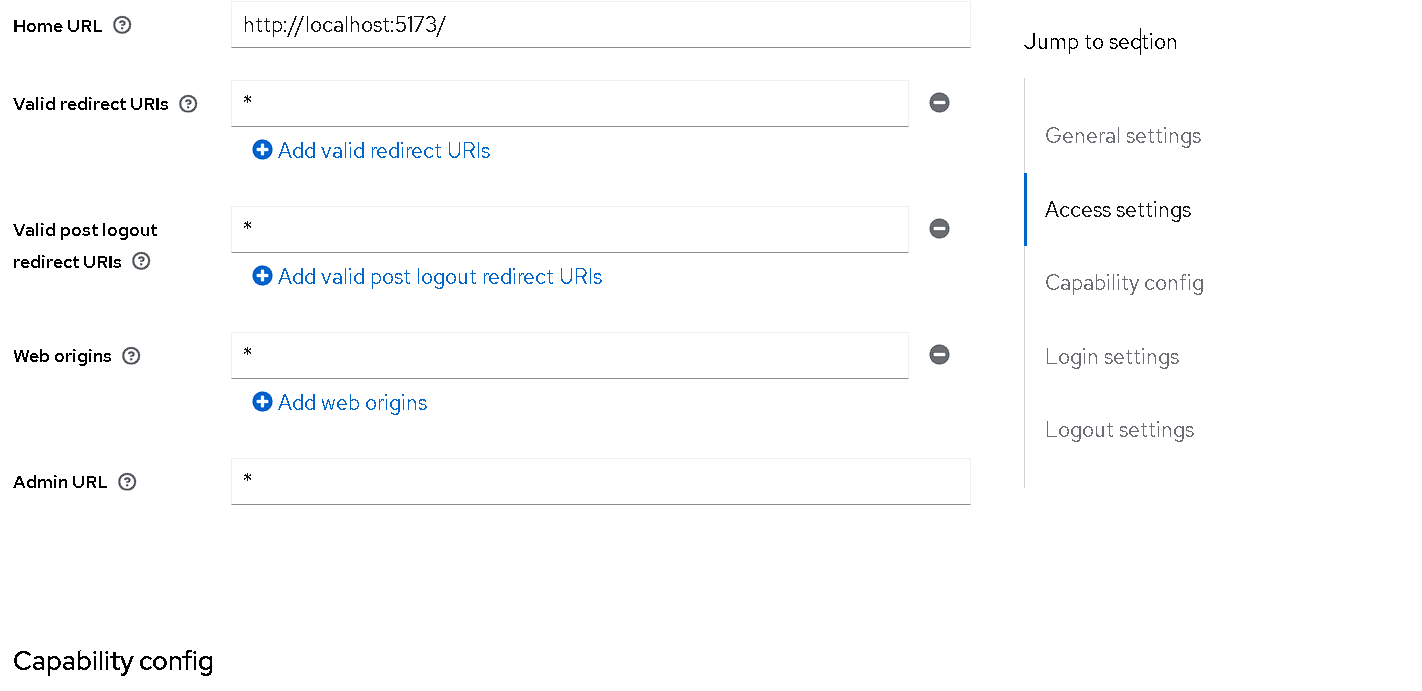 Home URL
http://localhost:5173/
Jump to section
Valid redirect URIs
*
Add valid redirect URIs
General settings
Access settings
Valid post logout
redirect URIs
*
Add valid post logout redirect URIs
Capability config
Web origins
*
Add web origins
Login settings
Logout settings
Admin URL
*
Capability config